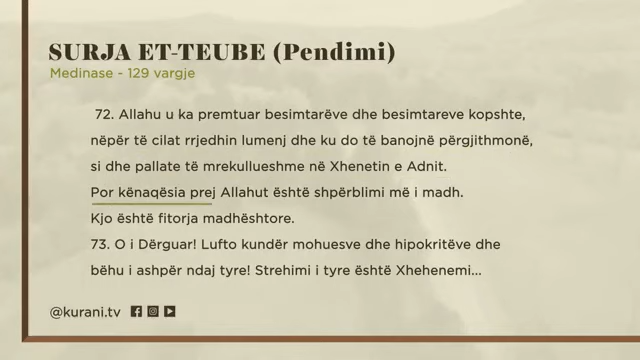 SURJA ET-TEUBE (Pendimi)
Medinase - 129 vargje
72. Allahu u ka premtuar besimtarëve dhe besimtareve kopshte,
nëpër të cilat rrjedhin lumenj dhe ku do të banojnë përgjithmonë,
si dhe pallate të mrekullueshme në Xhenetin e Adnit.
Por kënaqësia prej Allahut është shpërblimi më i madh.
Kjo është fitorja madhështore.
73. O i Dërguar! Lufto kundër mohuesve dhe hipokritëve dhe
bëhu i ashpër ndaj tyre! Strehimi i tyre është Xhehenemi...
@kurani.tv